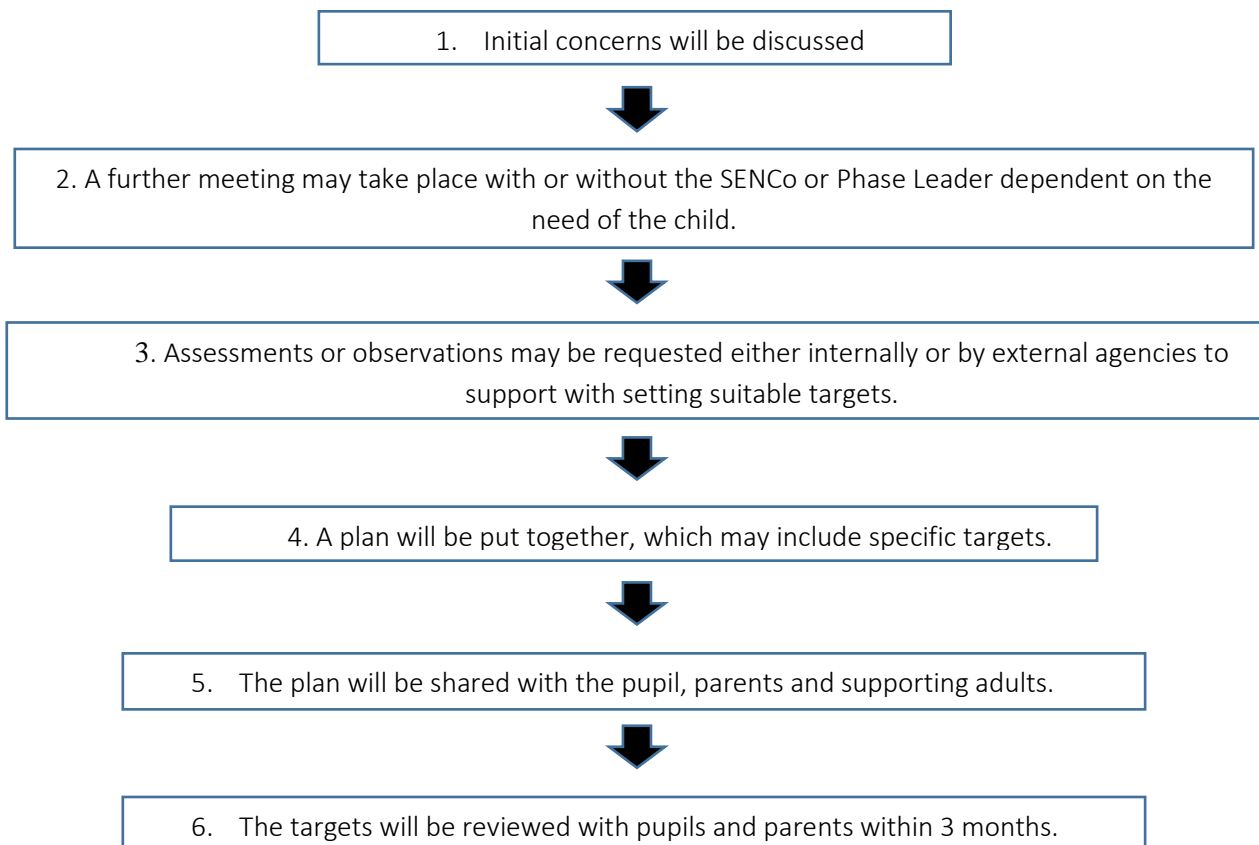 1. Initial concerns will be discussed
2. A further meeting may take place with or without the SENCo or Phase Leader dependent on the
need of the child.
3. Assessments or observations may be requested either internally or by external agencies to
support with setting suitable targets.
4. A plan will be put together, which may include specific targets.
5. The plan will be shared with the pupil, parents and supporting adults.
6. The targets will be reviewed with pupils and parents within 3 months.